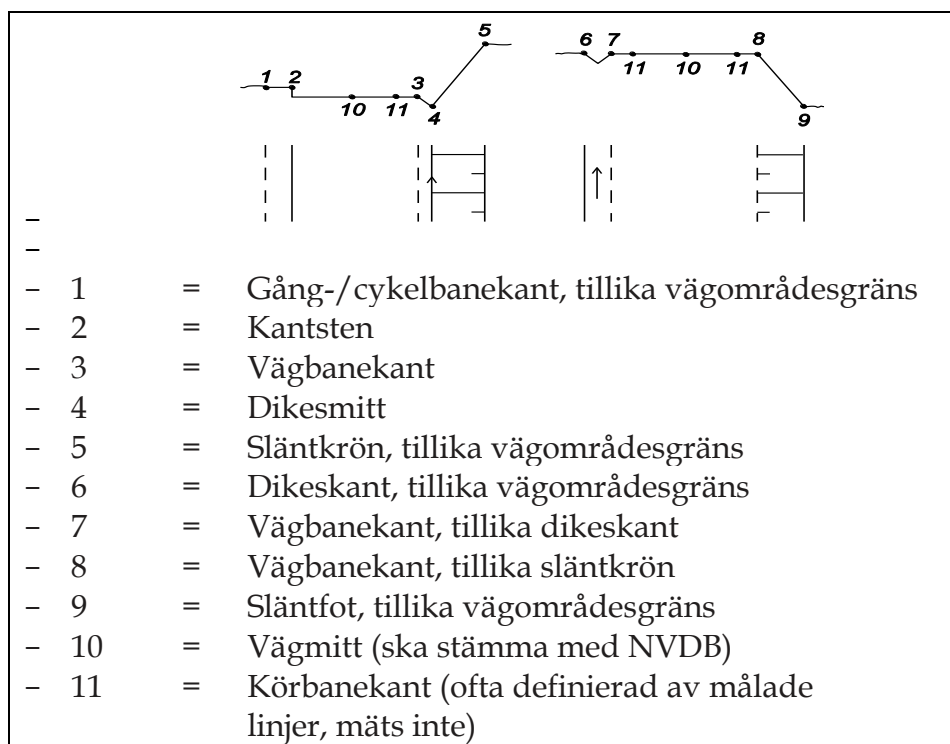 5
6 7 8
1 2 3 11 10 11
10 11 4 9
–
–
– 1 = Gång-/cykelbanekant, tillika vägområdesgräns
– 2 = Kantsten
– 3 = Vägbanekant
– 4 = Dikesmitt
– 5 = Släntkrön, tillika vägområdesgräns
– 6 = Dikeskant, tillika vägområdesgräns
– 7 = Vägbanekant, tillika dikeskant
– 8 = Vägbanekant, tillika släntkrön
– 9 = Släntfot, tillika vägområdesgräns
– 10 = Vägmitt (ska stämma med NVDB)
– 11 = Körbanekant (ofta definierad av målade
linjer, mäts inte)